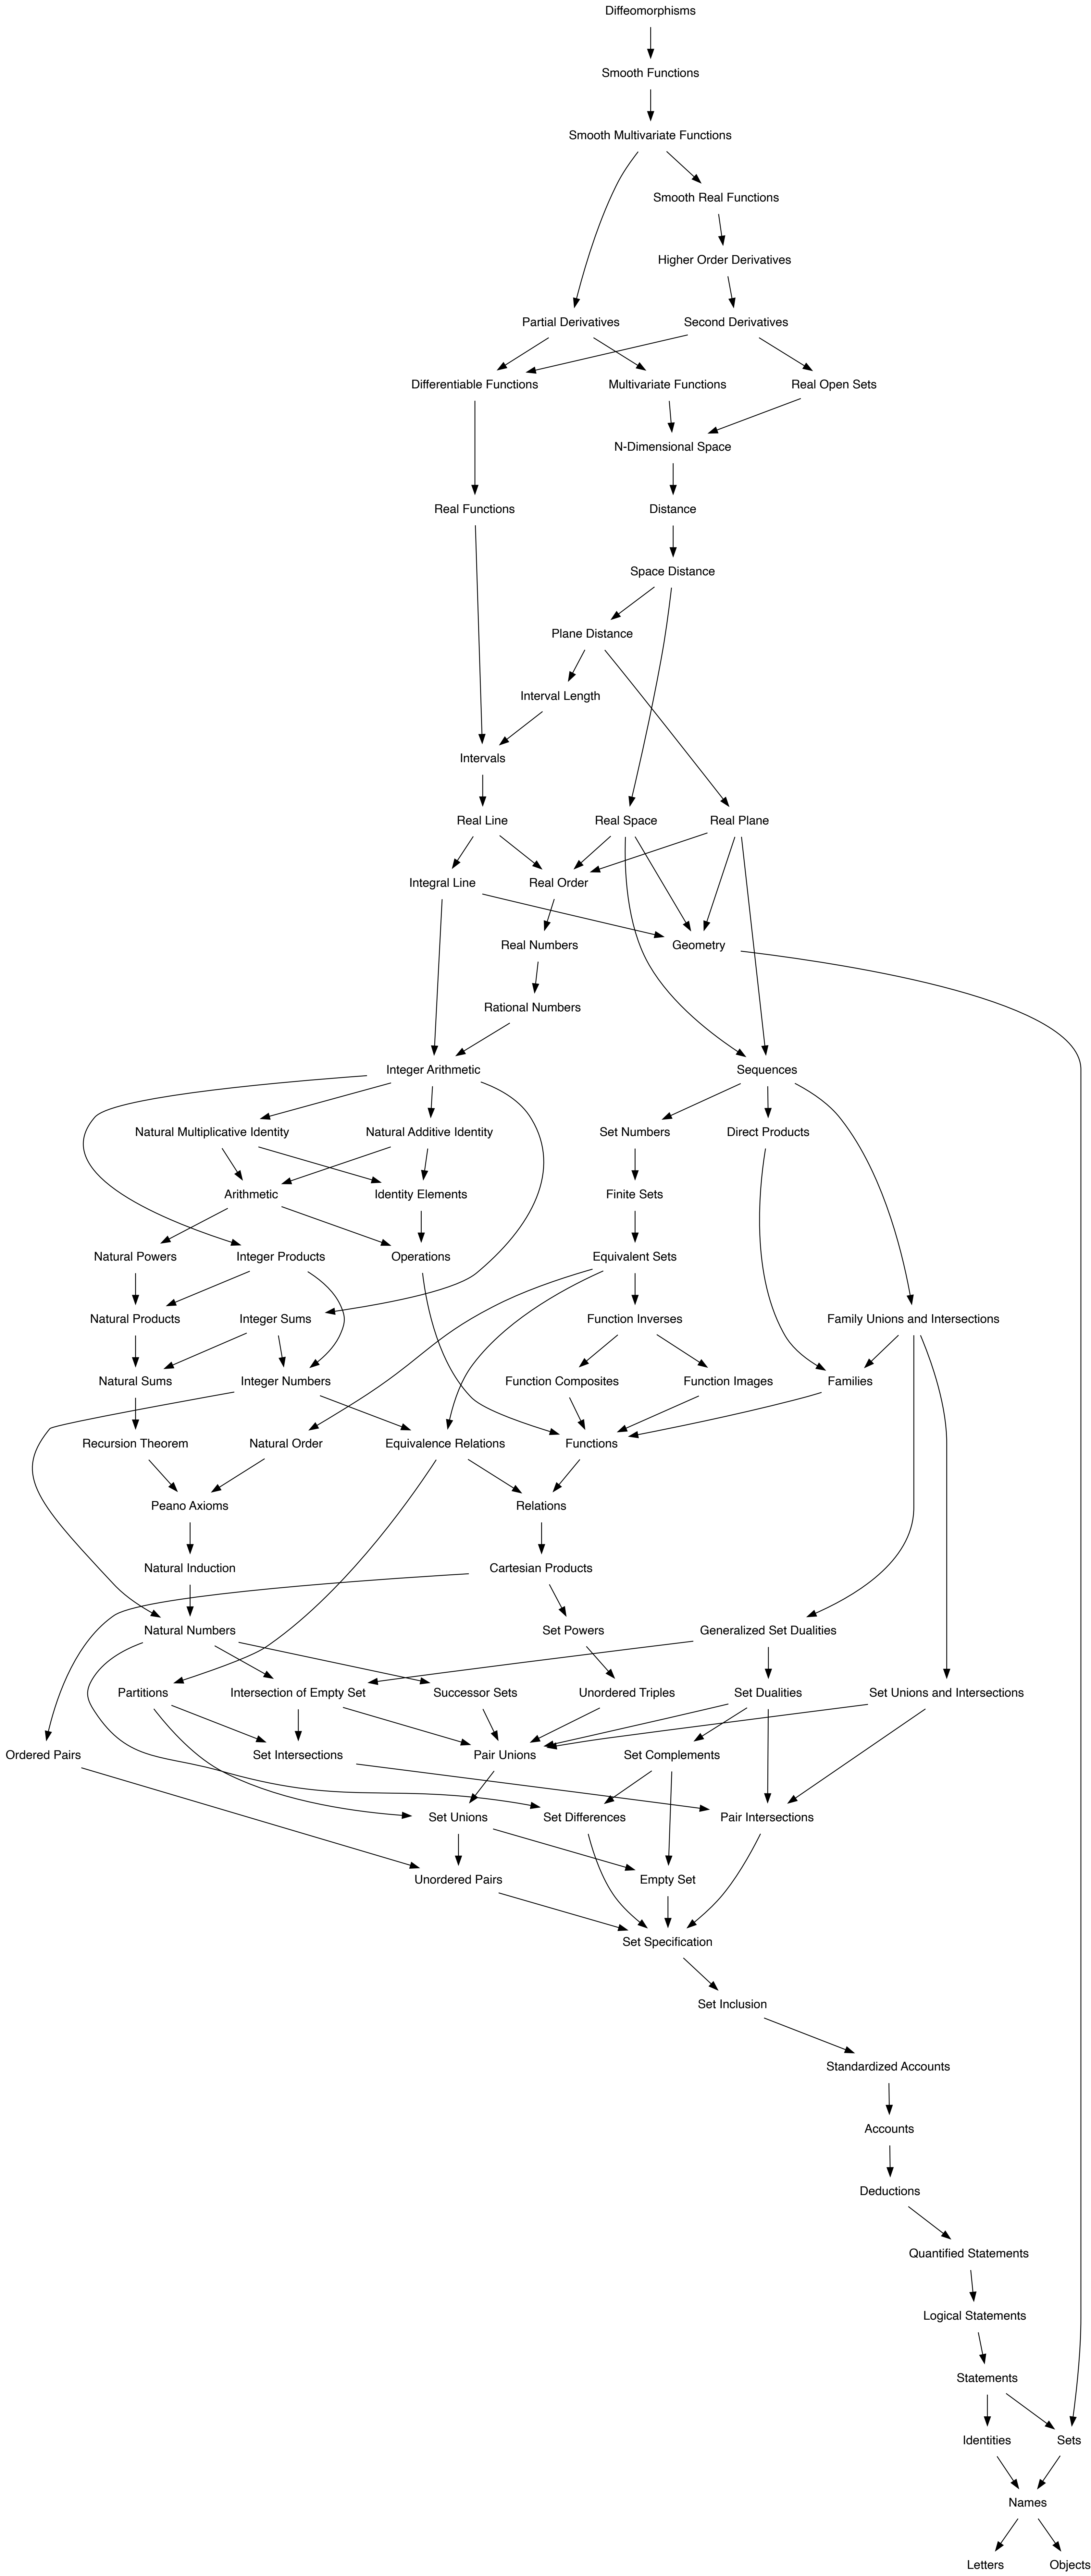 Diffeomorphisms
Smooth Functions
Smooth Multivariate Functions
Smooth Real Functions
Higher Order Derivatives
Partial Derivatives
Second Derivatives
Differentiable Functions
Multivariate Functions
Real Open Sets
N-Dimensional Space
Real Functions
Distance
Space Distance
Plane Distance
Interval Length
Intervals
Real Line
Real Space
Real Plane
Integral Line
Real Order
Real Numbers
Geometry
Rational Numbers
Integer Arithmetic
Sequences
Natural Multiplicative Identity
Natural Additive Identity
Set Numbers
Direct Products
Arithmetic
Identity Elements
Finite Sets
Natural Powers
Integer Products
Operations
Equivalent Sets
Natural Products
Integer Sums
Function Inverses
Family Unions and Intersections
Natural Sums
Integer Numbers
Function Composites
Function Images
Families
Recursion Theorem
Natural Order
Equivalence Relations
Functions
Peano Axioms
Relations
Natural Induction
Cartesian Products
Natural Numbers
Set Powers
Generalized Set Dualities
Partitions
Intersection of Empty Set
Successor Sets
Unordered Triples
Set Dualities
Set Unions and Intersections
Ordered Pairs
Set Intersections
Pair Unions
Set Complements
Set Unions
Set Differences
Pair Intersections
Unordered Pairs
Empty Set
Set Specification
Set Inclusion
Standardized Accounts
Accounts
Deductions
Quantified Statements
Logical Statements
Statements
Identities
Sets
Names
Letters
Objects